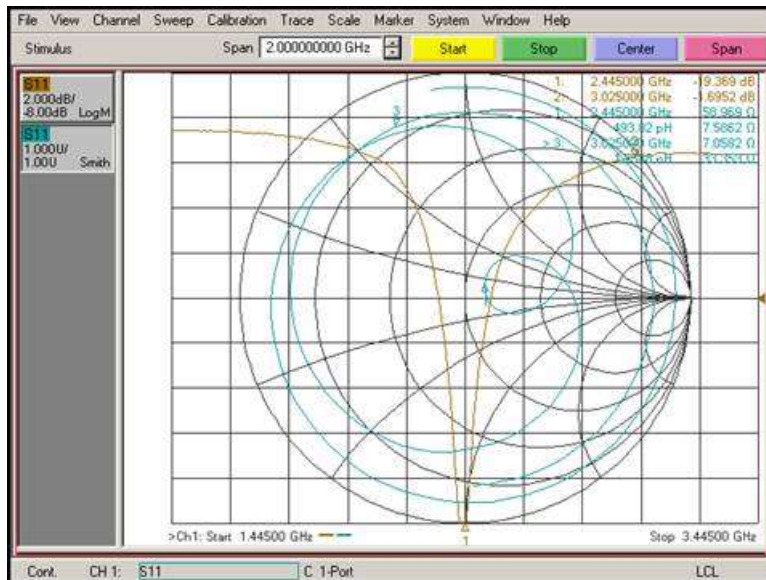 File View Channel Sweep Calibration Trace Scale Marker System Window Help
Stimulus Span 2.000000000 GHz Start Stop Center Span
S11
2.000dB/
-8.00dB LogM
S11
1.000U/
1.00U Smith
1: 2.445000 GHz -19.369 dB
2: 3.025000 GHz -1.6952 dB
1: 2.445000 GHz 58.969 Ω
493.82 pH 7.5862 Ω
> 3: 3.025000 GHz 7.0582 Ω
>Ch1: Start 1.44500 GHz
1
Stop 3.44500 GHz
Cont. CH 1: S11 C 1-Port LCL